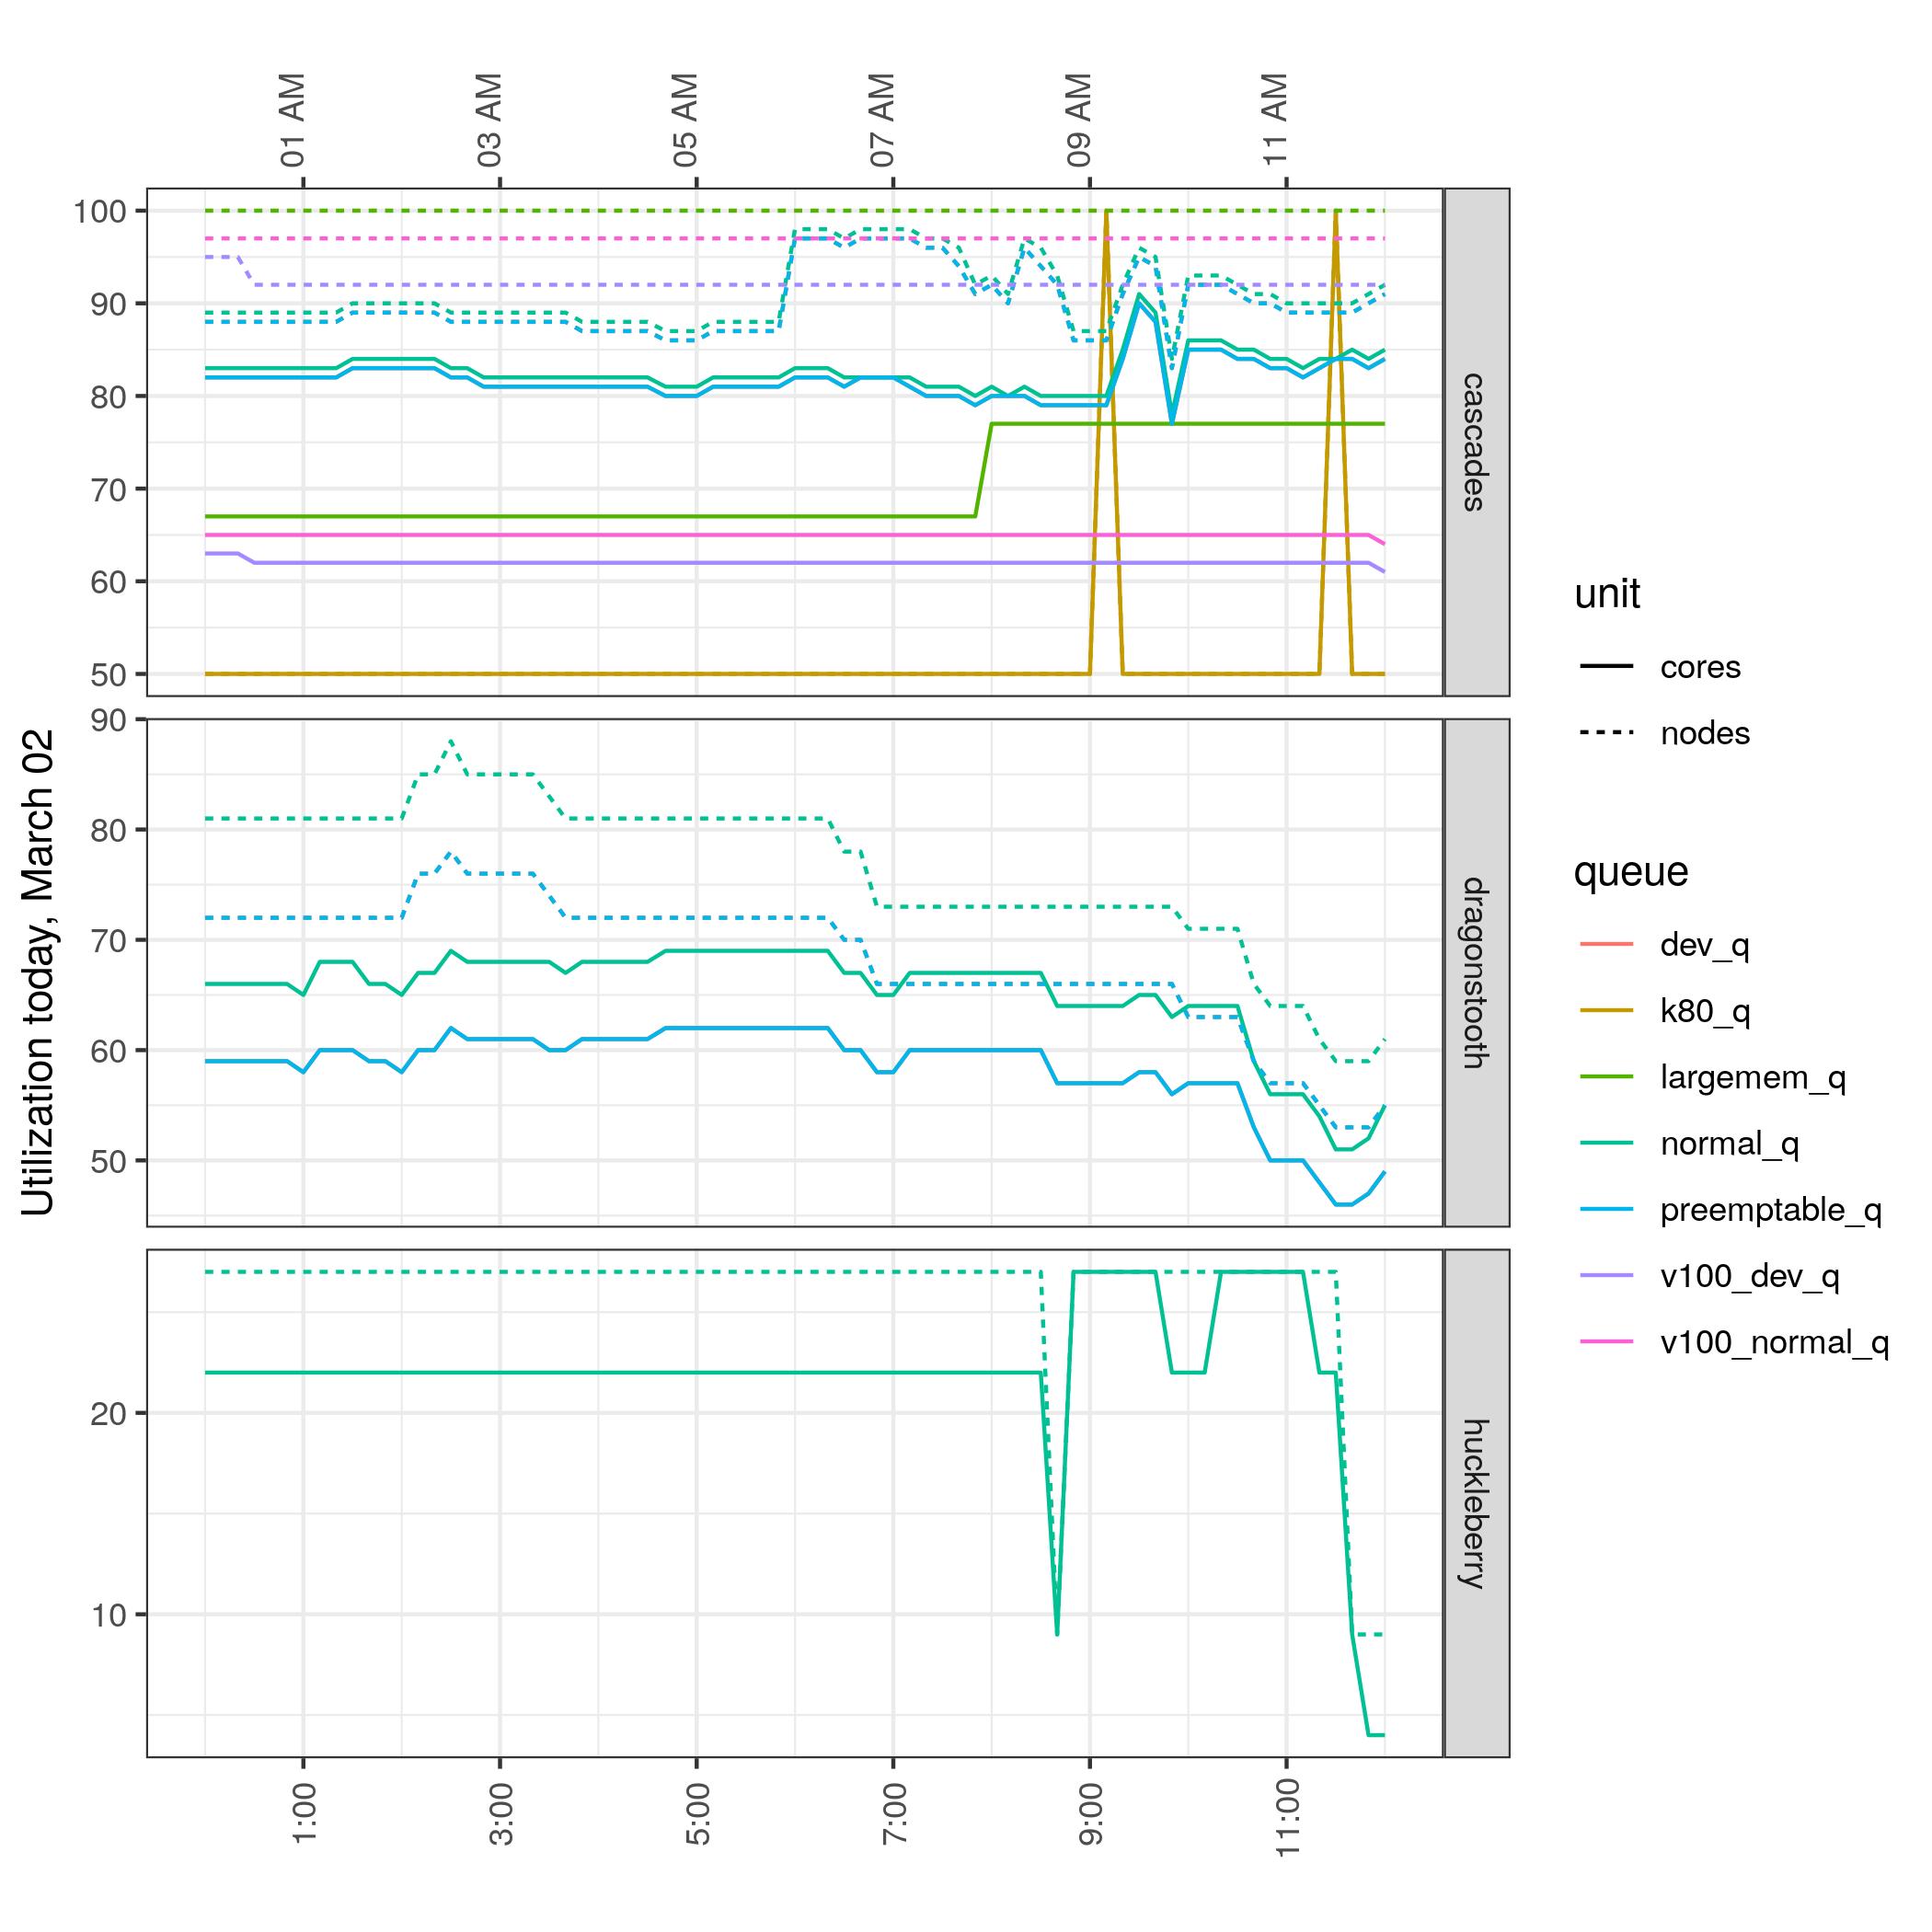 01 AM
03 AM
05 AM
07 AM
09 AM
11 AM
100
90
80
70
60
50
cascades
90
80
70
60
50
dragonstooth
20
10
huckleberry
1:00
3:00
5:00
7:00
9:00
11:00
Utilization today, March 02
unit
cores
nodes
queue
dev_q
k80_q
largemem_q
normal_q
preemptable_q
v100_dev_q
v100_normal_q